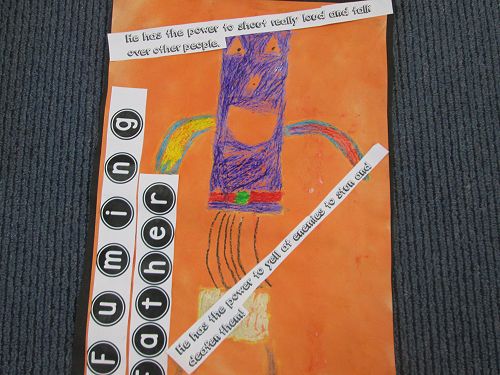 He has the power to shout really loud and talk
over other people.
Fuming
Father
He has the power to yell at enemies to stun and
deafen them!